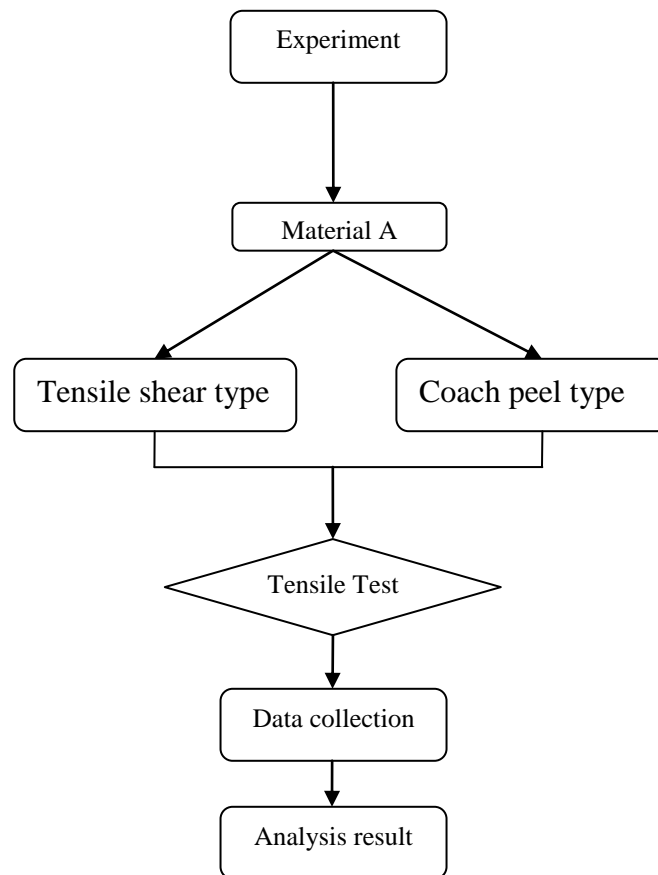 Experiment
Material A
Tensile shear type
Coach peel type
Tensile Test
Data collection
Analysis result